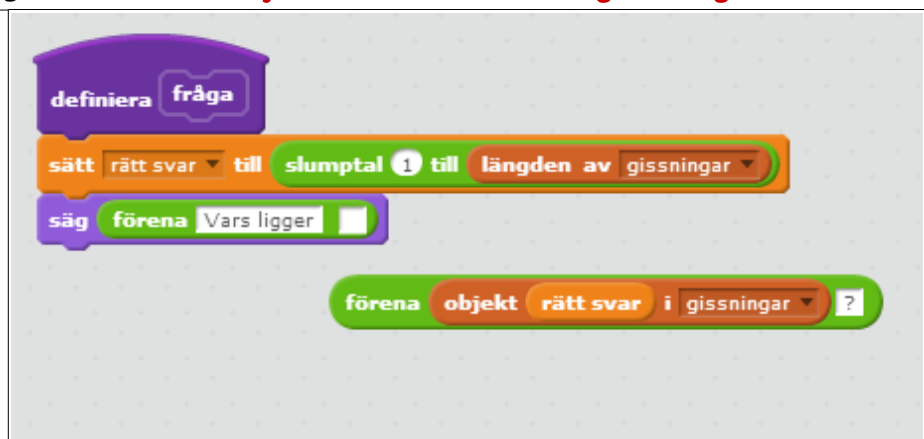 definiera fråga
sätt rätt svar till slumptal 1 till längden av gissningar
säg förena Vars ligger
förena objekt rätt svar i gissningar ?